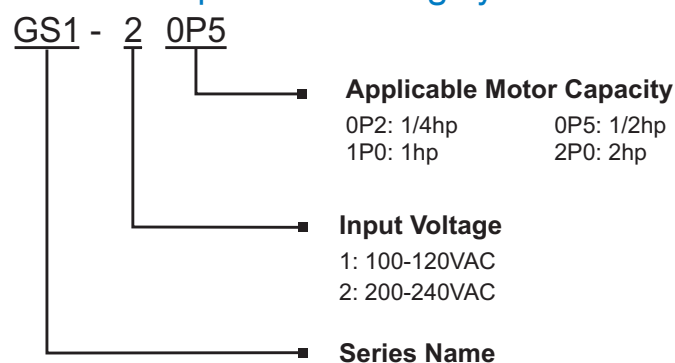 GS1 - 2 0P5
Applicable Motor Capacity
0P2: 1/4hp 0P5: 1/2hp
1P0: 1hp 2P0: 2hp
Input Voltage
1: 100-120VAC
2: 200-240VAC
Series Name